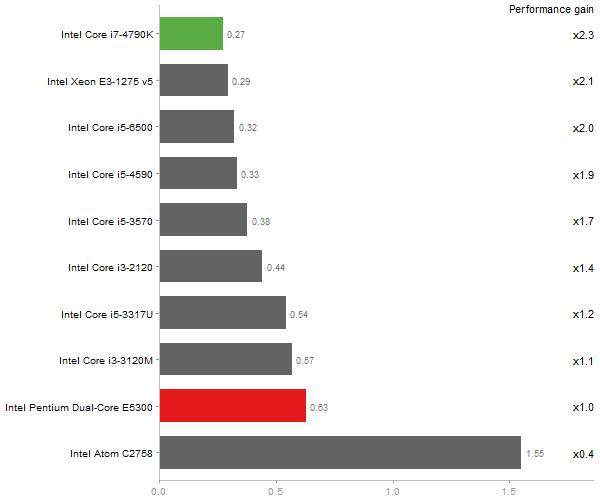 Performance gain
Intel Core i7-4790K 0.27 x2.3
Intel Xeon E3-1275 v5 0.29 x2.1
Intel Core i5-6500 0.32 x2.0
Intel Core i5-4590 0.33 x1.9
Intel Core i5-3570 0.38 x1.7
Intel Core i3-2120 0.44 x1.4
Intel Core i5-3317U 0.54 x1.2
Intel Core i3-3120M 0.57 x1.1
Intel Pentium Dual-Core E5300 0.63 x1.0
Intel Atom C2758 1.55 x0.4
0.0 0.5 1.0 1.5